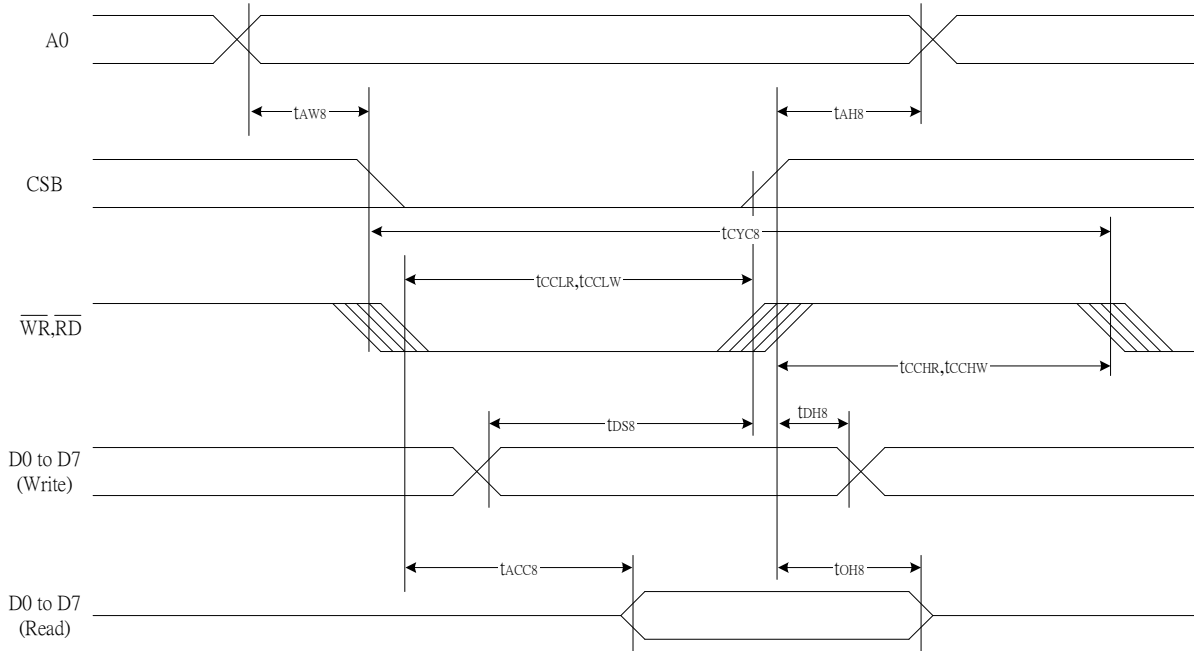 A0
tAW8
tAH8
CSB
tCYC8
tCCLR,tCCLW
WR,RD
tCCHR,tCCHW
tDS8
tDH8
D0 to D7
(Write)
tACC8
tOH8
D0 to D7
(Read)